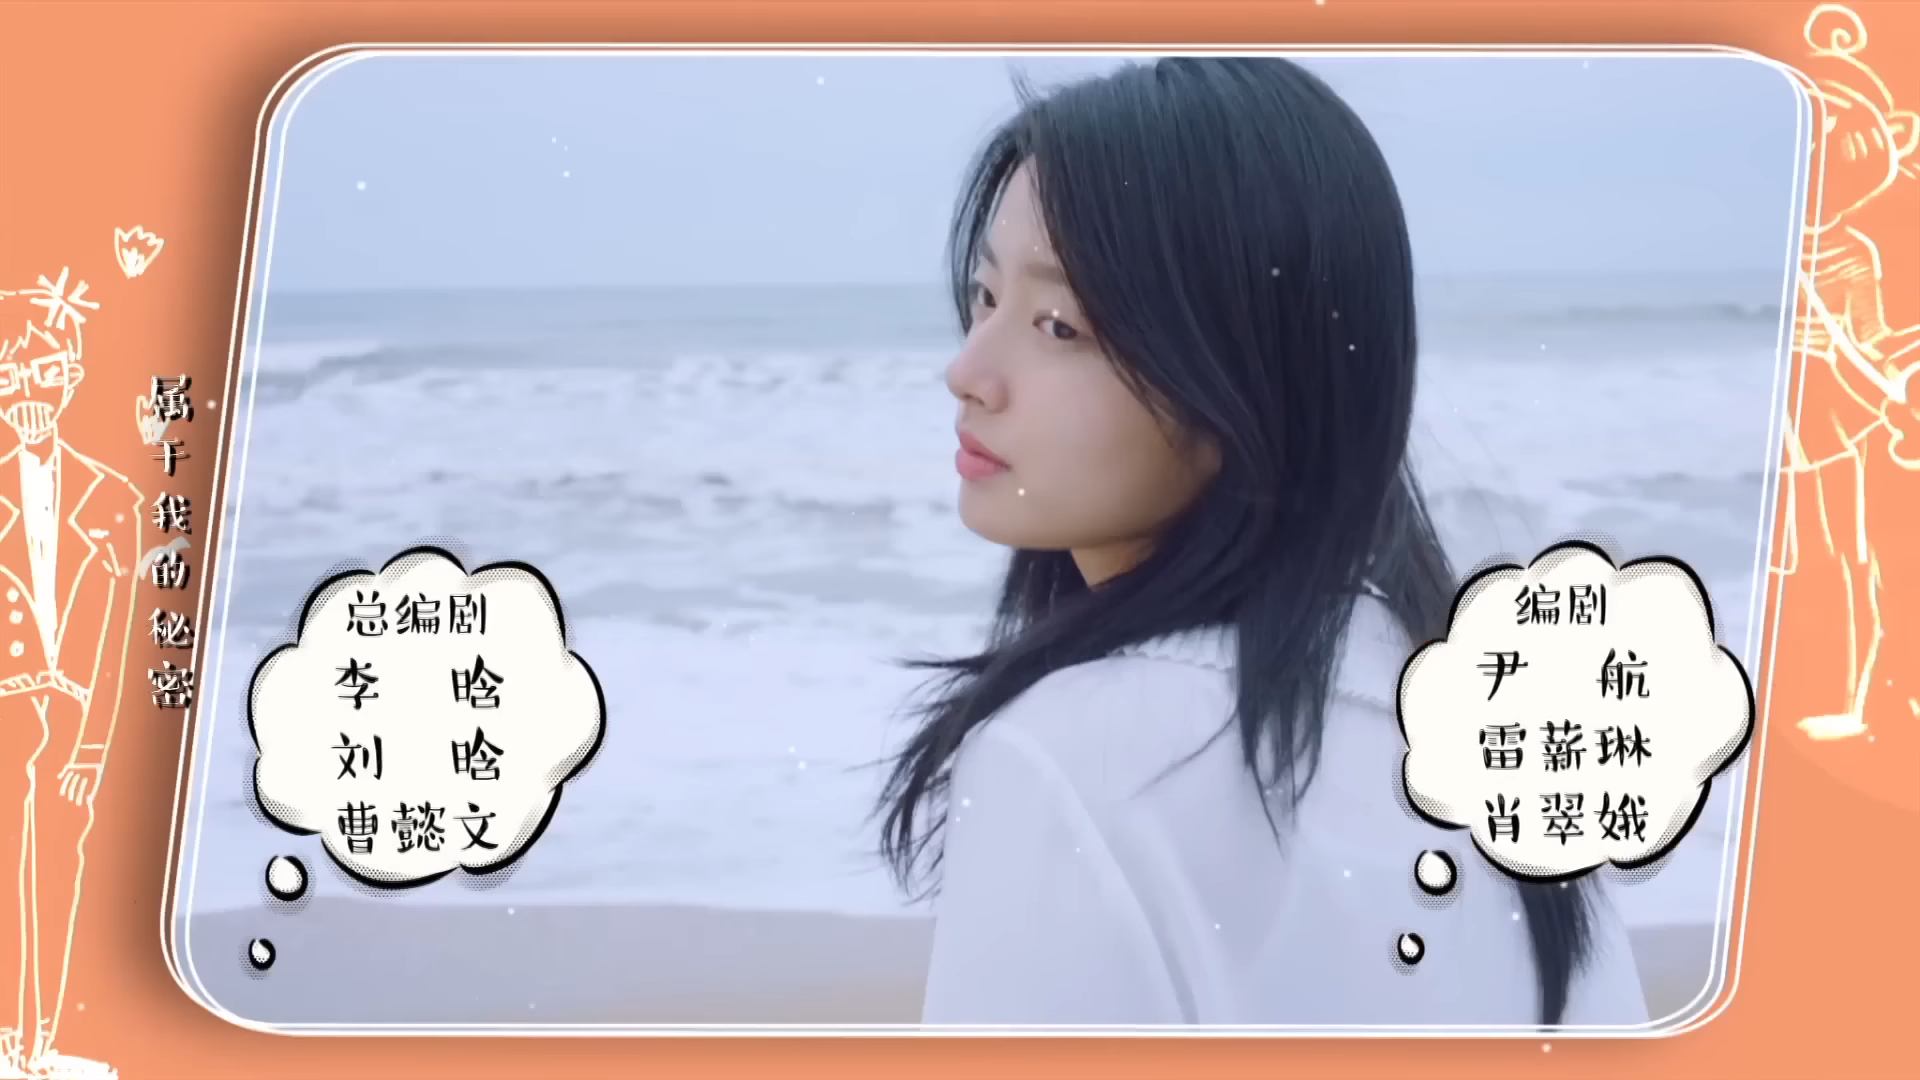 属于我的秘密
总编剧
李 晗
刘 晗
曹懿文
编剧
尹 航
雷薪琳
肖翠娥